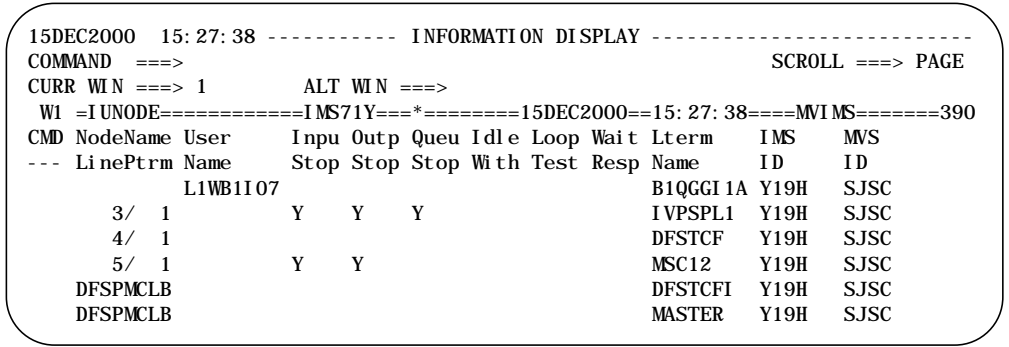 15DEC2000  15:27:38 ----------- INFORMATION DISPLAY ---------------------------
COMMAND  ===>                                                 SCROLL ===> PAGE
CURR WIN ===> 1        ALT WIN ===>
 W1 =IUNODE============IMS71Y===*========15DEC2000==15:27:38====MVIMS=======390
CMD NodeName User     Inpu Outp Queu Idle Loop Wait Lterm    IMS    MVS
--- LinePtrm Name     Stop Stop Stop With Test Resp Name     ID     ID
             L1WB1I07                               B1QGGI1A Y19H   SJSC
       3/  1          Y    Y    Y                   IVPSPL1  Y19H   SJSC
       4/  1                                        DFSTCF   Y19H   SJSC
       5/  1          Y    Y                        MSC12    Y19H   SJSC
    DFSPMCLB                                        DFSTCFI  Y19H   SJSC
    DFSPMCLB                                        MASTER   Y19H   SJSC